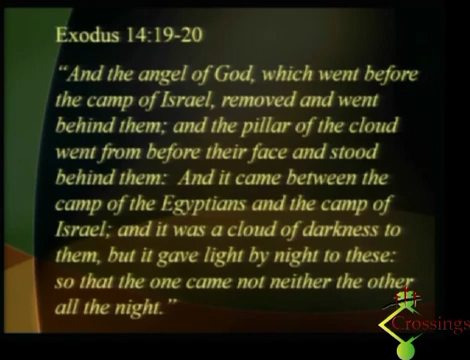 Exodus 14:19-20
“And the angel of God, which went before
the camp of Israel, removed and went
behind them; and the pillar of the cloud
went from before their face and stood
behind them:  And it came between the
camp of the Egyptians and the camp of
Israel; and it was a cloud of darkness to
them, but it gave light by night to these:
so that the one came not neither the other
all the night.”
Crossings